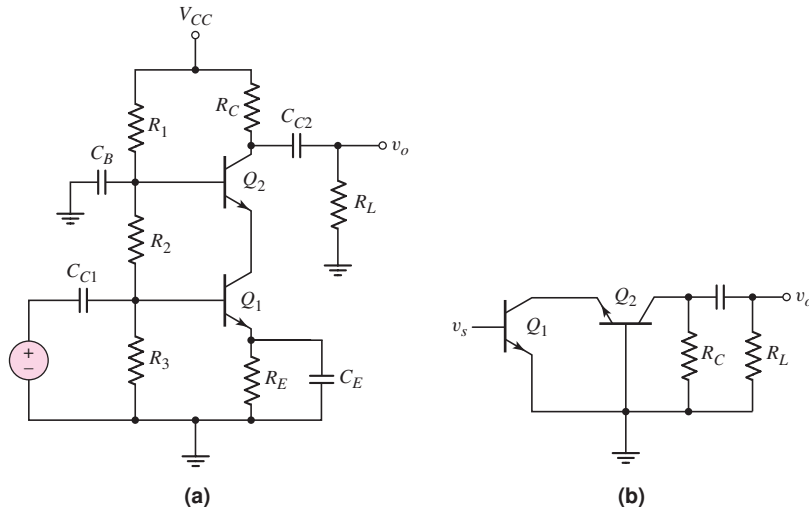 V_CC
R_C
R_1
C_C2
v_o
C_B
Q_2
R_L
R_2
C_C1
Q_1
+
−
R_3
R_E
C_E
(a)
Q_2
v_o
v_s
Q_1
R_C
R_L
(b)